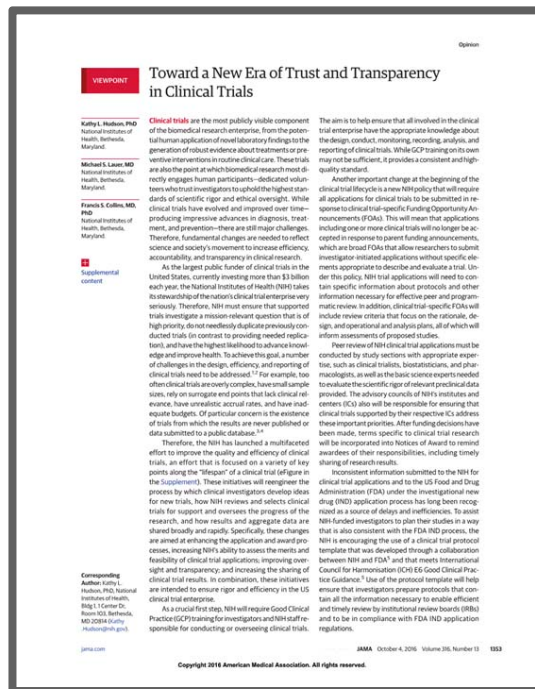 Opinion
VIEWPOINT
Toward a New Era of Trust and Transparency
in Clinical Trials
Kathy L. Hudson, PhD
National Institutes of
Health, Bethesda,
Maryland.
Michael S. Lauer, MD
National Institutes of
Health, Bethesda,
Maryland.
Francis S. Collins, MD,
PhD
National Institutes of
Health, Bethesda,
Maryland.
Supplemental
content
Corresponding
Author: Kathy L.
Hudson, PhD, National
Institutes of Health,
Bldg 1, 1 Center Dr,
Room 103, Bethesda,
MD 20814 (Kathy
.Hudson@nih.gov).
Clinical trials are the most publicly visible component
of the biomedical research enterprise, from the poten-
tial human application of novel laboratory findings to the
generation of robust evidence about treatments or pre-
ventive interventions in routine clinical care. These trials
are also the point at which biomedical research most di-
rectly engages human participants—dedicated volun-
teers who trust investigators to uphold the highest stan-
dards of scientific rigor and ethical oversight. While
clinical trials have evolved and improved over time—
producing impressive advances in diagnosis, treat-
ment, and prevention—there are still major challenges.
Therefore, fundamental changes are needed to reflect
science and society's movement to increase efficiency,
accountability, and transparency in clinical research.
As the largest public funder of clinical trials in the
United States, currently investing more than $3 billion
each year, the National Institutes of Health (NIH) takes
its stewardship of the nation's clinical trial enterprise very
seriously. Therefore, NIH must ensure that supported
trials investigate a mission-relevant question that is of
high priority, do not needlessly duplicate previously con-
ducted trials (in contrast to providing needed replica-
tion), and have the highest likelihood to advance knowl-
edge and improve health. To achieve this goal, a number
of challenges in the design, efficiency, and reporting of
clinical trials need to be addressed.1,2 For example, too
often clinical trials are overly complex, have small sample
sizes, rely on surrogate end points that lack clinical rel-
evance, have unrealistic accrual rates, and have inad-
equate budgets. Of particular concern is the existence
of trials from which the results are never published or
data submitted to a public database.3,4
Therefore, the NIH has launched a multifaceted
effort to improve the quality and efficiency of clinical
trials, an effort that is focused on a variety of key
points along the "lifespan" of a clinical trial (eFigure in
the Supplement). These initiatives will reengineer the
process by which clinical investigators develop ideas
for new trials, how NIH reviews and selects clinical
trials for support and oversees the progress of the
research, and how results and aggregate data are
shared broadly and rapidly. Specifically, these changes
are aimed at enhancing the application and award pro-
cesses, increasing NIH's ability to assess the merits and
feasibility of clinical trial applications; improving over-
sight and transparency; and increasing the sharing of
clinical trial results. In combination, these initiatives
are intended to ensure rigor and efficiency in the US
clinical trial enterprise.
As a crucial first step, NIH will require Good Clinical
Practice (GCP) training for investigators and NIH staff re-
sponsible for conducting or overseeing clinical trials.
The aim is to help ensure that all involved in the clinical
trial enterprise have the appropriate knowledge about
the design, conduct, monitoring, recording, analysis, and
reporting of clinical trials. While GCP training on its own
may not be sufficient, it provides a consistent and high-
quality standard.
Another important change at the beginning of the
clinical trial lifecycle is a new NIH policy that will require
all applications for clinical trials to be submitted in re-
sponse to clinical trial–specific Funding Opportunity An-
nouncements (FOAs). This will mean that applications
including one or more clinical trials will no longer be ac-
cepted in response to parent funding announcements,
which are broad FOAs that allow researchers to submit
investigator-initiated applications without specific ele-
ments appropriate to describe and evaluate a trial. Un-
der this policy, NIH trial applications will need to con-
tain specific information about protocols and other
information necessary for effective peer and program-
matic review. In addition, clinical trial–specific FOAs will
include review criteria that focus on the rationale, de-
sign, and operational and analysis plans, all of which will
inform assessments of proposed studies.
Peer review of NIH clinical trial applications must be
conducted by study sections with appropriate exper-
tise, such as clinical trialists, biostatisticians, and phar-
macologists, as well as the basic science experts needed
to evaluate the scientific rigor of relevant preclinical data
provided. The advisory councils of NIH's institutes and
centers (ICs) also will be responsible for ensuring that
clinical trials supported by their respective ICs address
these important priorities. After funding decisions have
been made, terms specific to clinical trial research
will be incorporated into Notices of Award to remind
awardees of their responsibilities, including timely
sharing of research results.
Inconsistent information submitted to the NIH for
clinical trial applications and to the US Food and Drug
Administration (FDA) under the investigational new
drug (IND) application process has long been recog-
nized as a source of delays and inefficiencies. To assist
NIH-funded investigators to plan their studies in a way
that is also consistent with the FDA IND process, the
NIH is encouraging the use of a clinical trial protocol
template that was developed through a collaboration
between NIH and FDA5 and that meets International
Council for Harmonisation (ICH) E6 Good Clinical Prac-
tice Guidance.6 Use of the protocol template will help
ensure that investigators prepare protocols that con-
tain all the information necessary to enable efficient
and timely review by institutional review boards (IRBs)
and to be in compliance with FDA IND application
regulations.
jama.com
JAMA October 4, 2016 Volume 316, Number 13 1353
Copyright 2016 American Medical Association. All rights reserved.